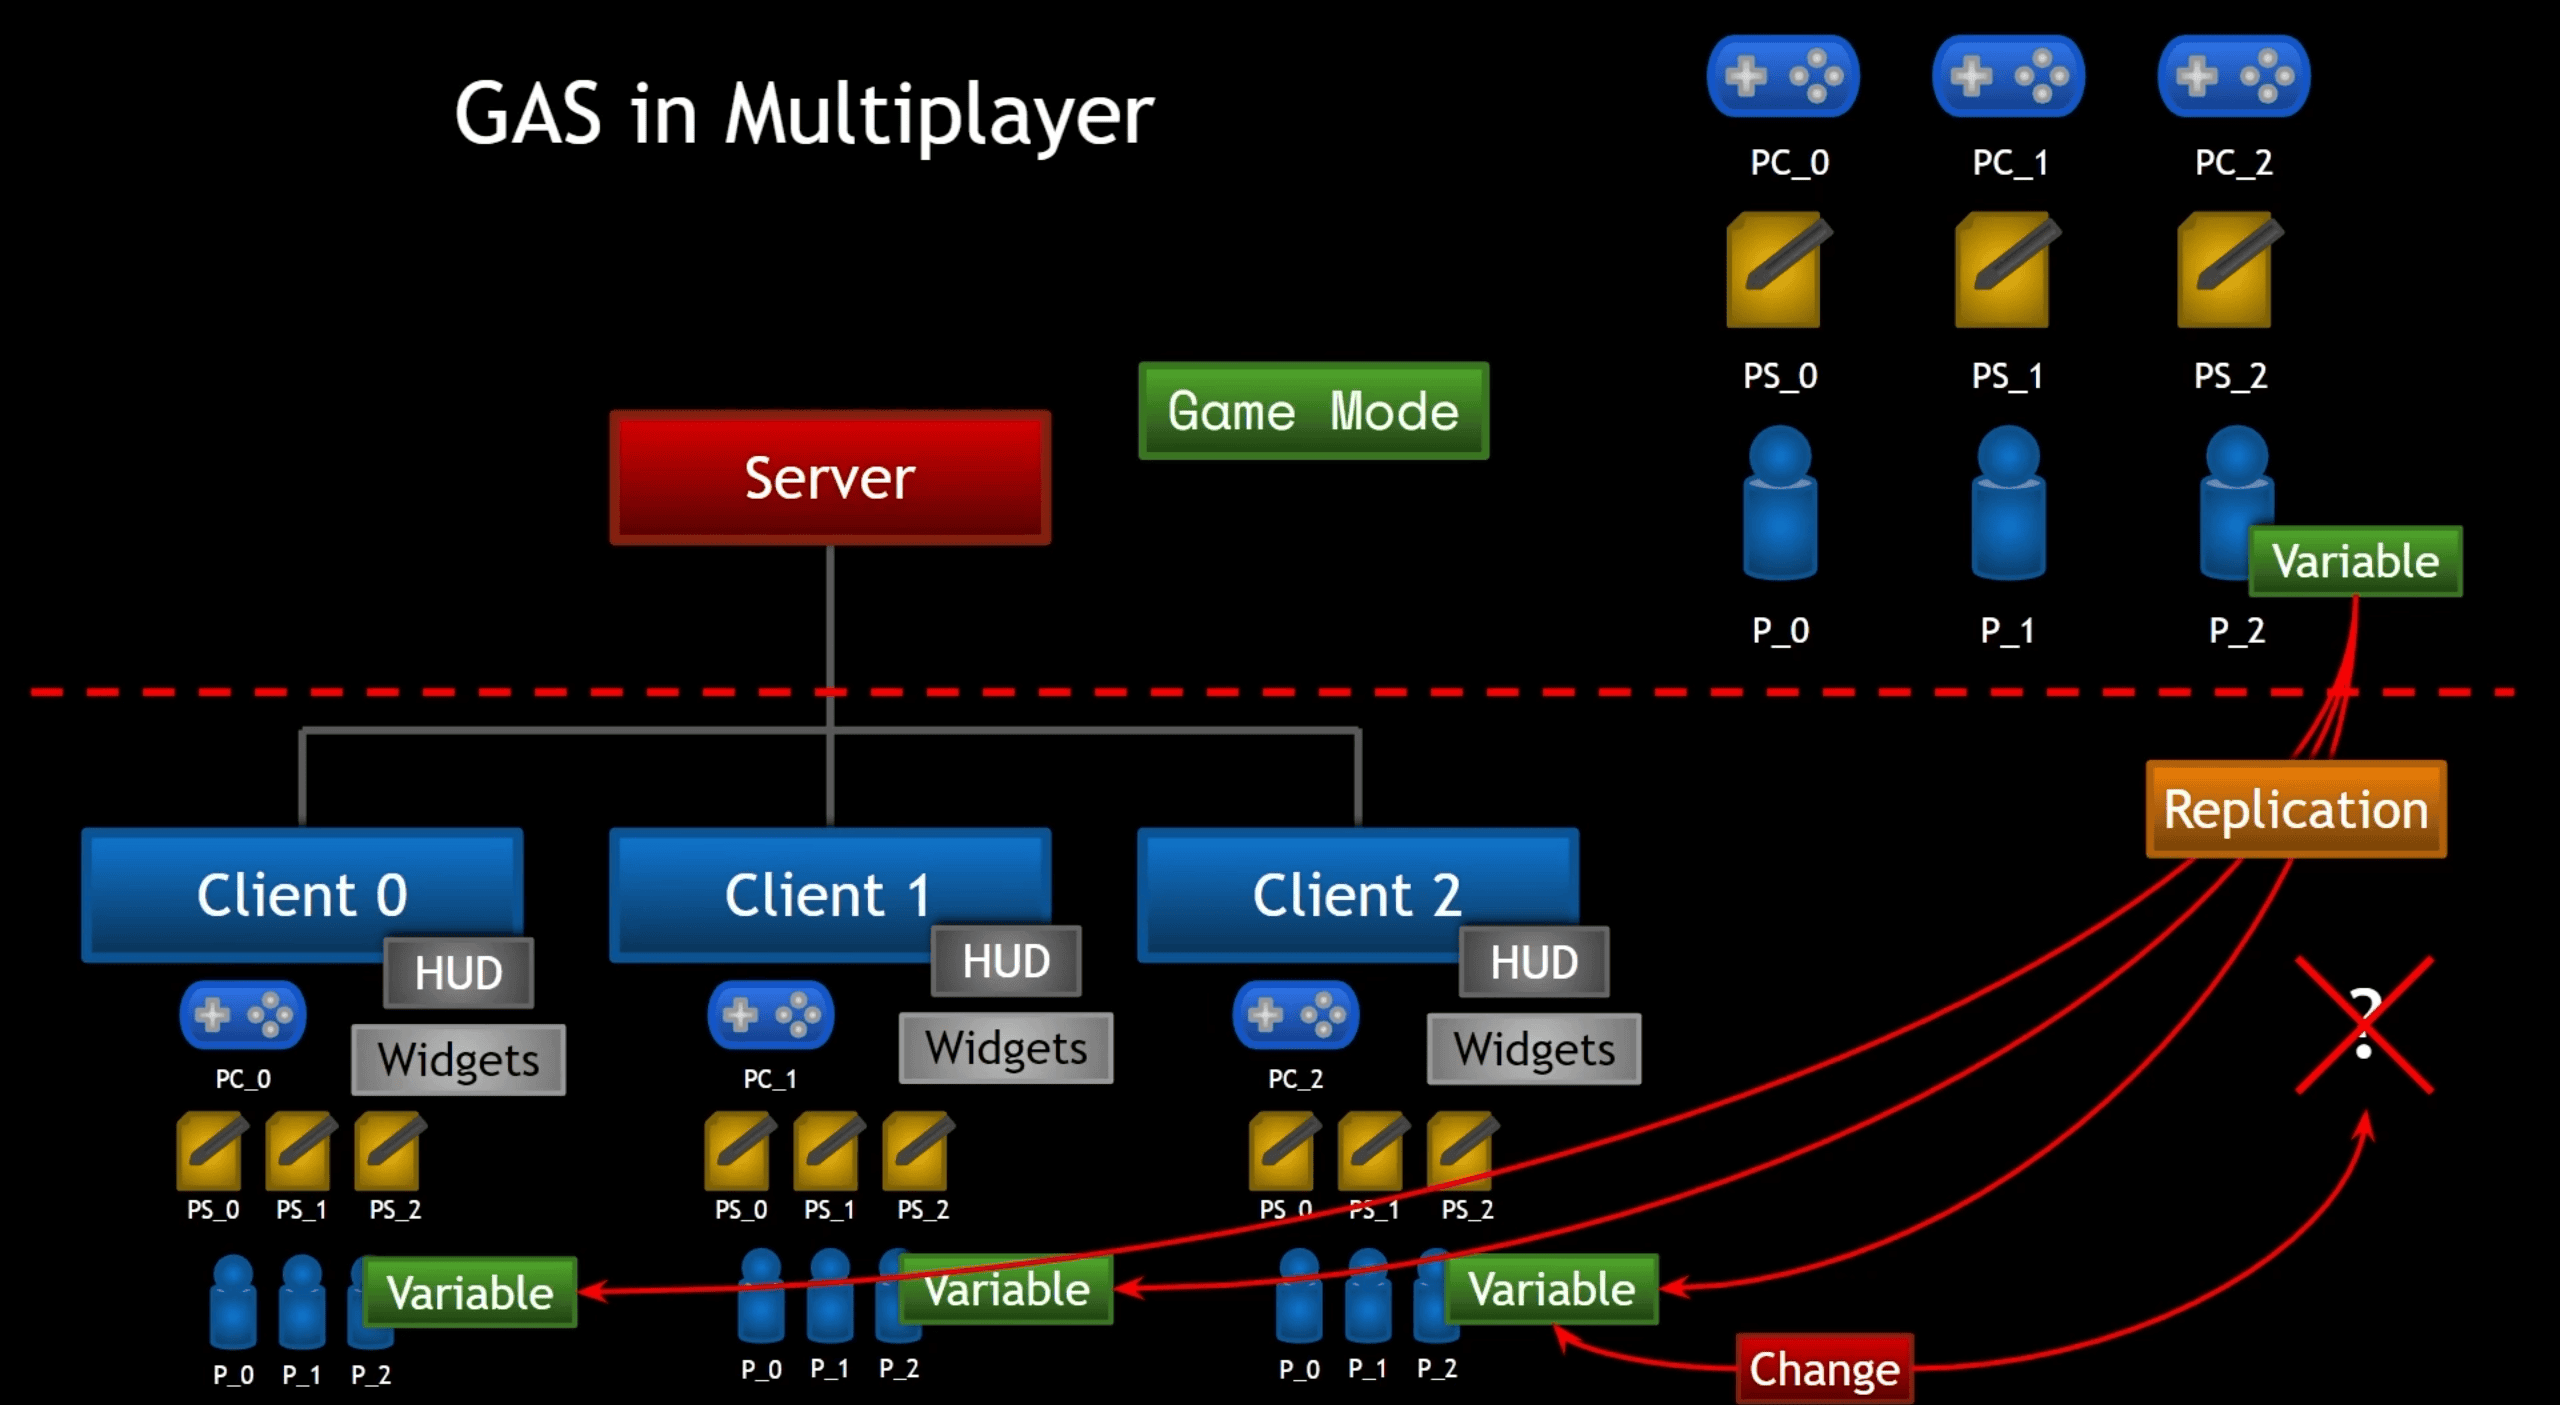 GAS in Multiplayer
PC_0
PC_1
PC_2
PS_0
PS_1
PS_2
Game Mode
Server
Variable
P_0
P_1
P_2
Replication
Client 0
Client 1
Client 2
HUD
HUD
HUD
?
Widgets
Widgets
Widgets
PC_0
PC_1
PC_2
PS_0
PS_1
PS_2
PS_0
PS_1
PS_2
PS_0
PS_1
PS_2
Variable
Variable
Variable
P_0
P_1
P_2
P_0
P_1
P_2
P_0
P_1
P_2
Change